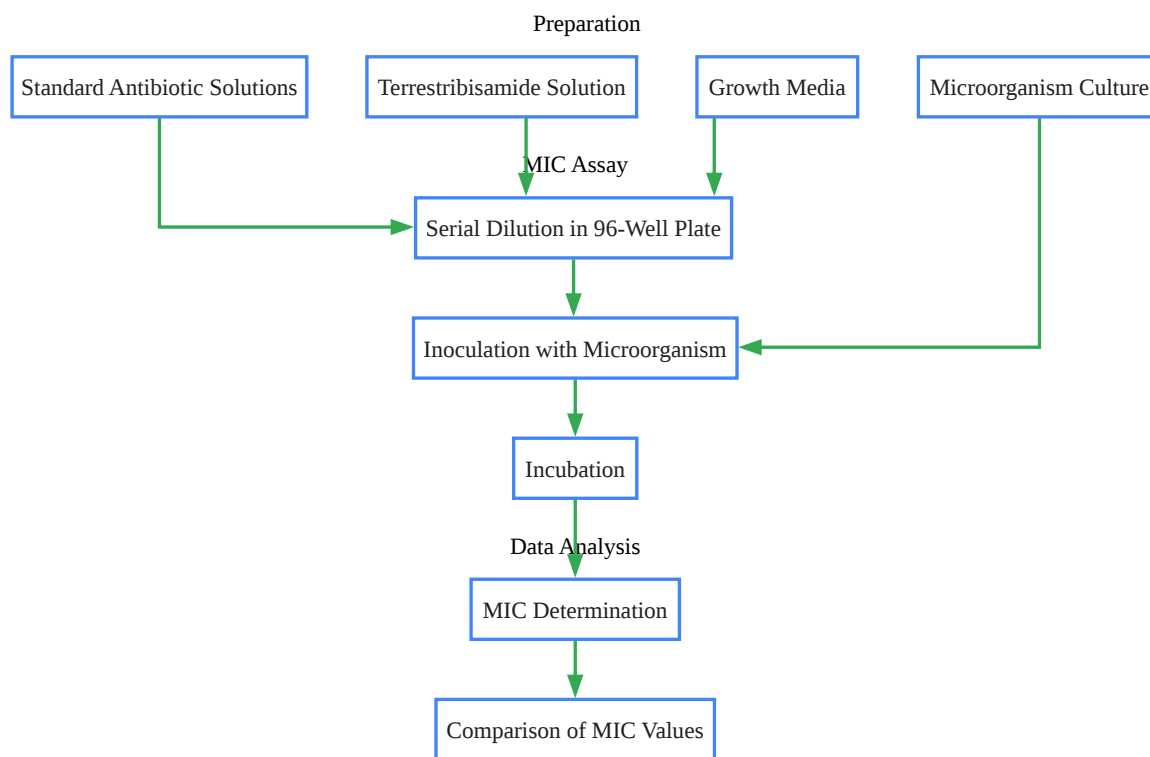 Preparation
Standard Antibiotic Solutions
Terrestribisamide Solution
Growth Media
Microorganism Culture
MIC Assay
Serial Dilution in 96-Well Plate
Inoculation with Microorganism
Incubation
Data Analysis
MIC Determination
Comparison of MIC Values